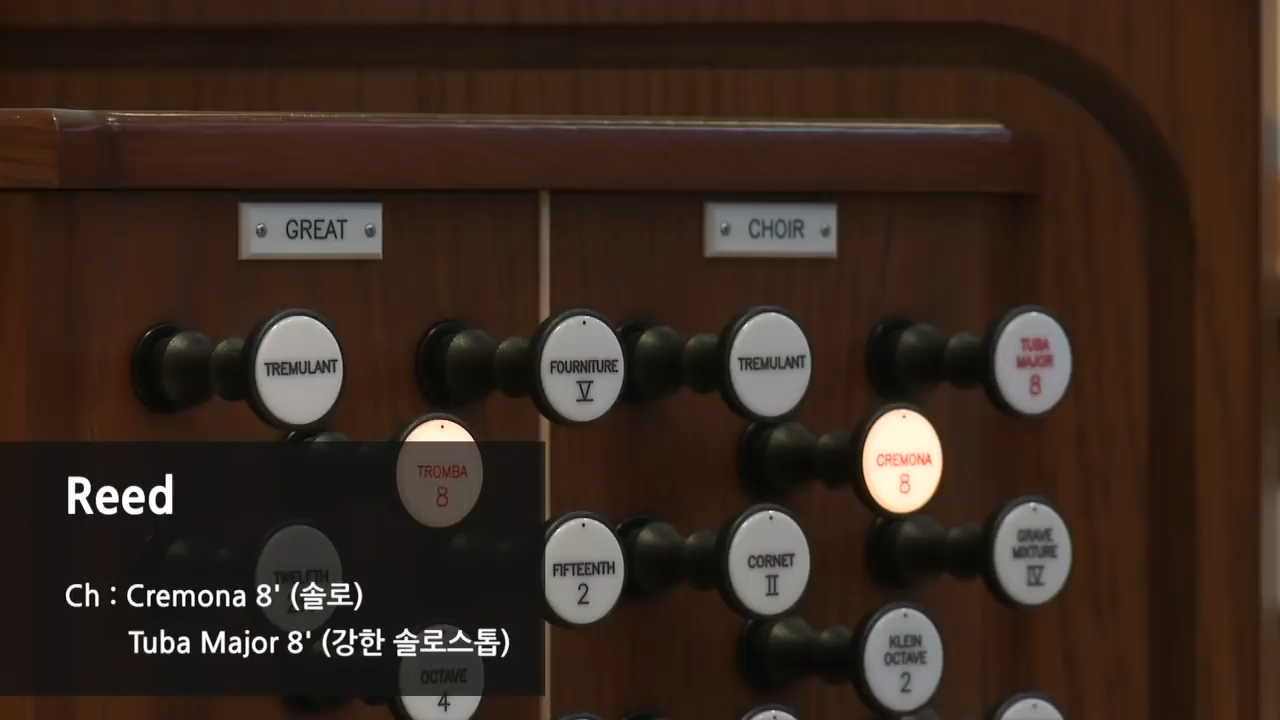 GREAT
CHOIR
TREMULANT
FOURNITURE
V
TREMULANT
TUBA
MAJOR
8
TROMBA
8
CREMONA
8
TWELFTH
FIFTEENTH
2
CORNET
II
GRAVE
MIXTURE
IV
OCTAVE
4
KLEIN
OCTAVE
2
Reed
Ch : Cremona 8' (솔로)
Tuba Major 8' (강한 솔로스톱)